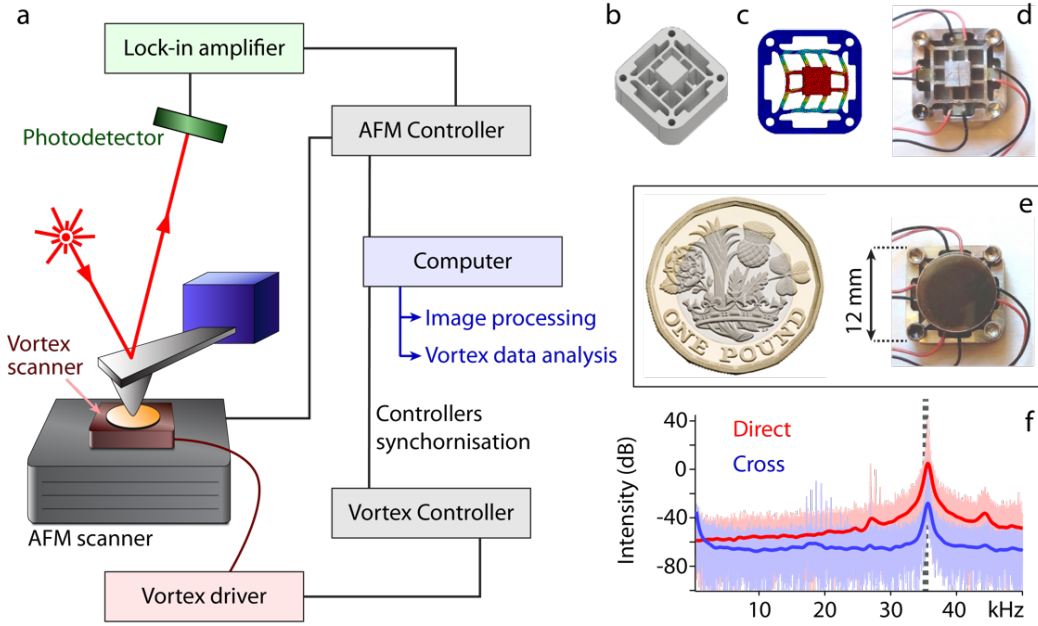 a
Lock-in amplifier
Photodetector
AFM Controller
Computer
Image processing
Vortex data analysis
Vortex
scanner
Controllers
synchornisation
AFM scanner
Vortex Controller
Vortex driver
b
c
d
e
ONE POUND
12 mm
f
Direct
Cross
Intensity (dB)
40
0
-40
-80
10
20
30
40
kHz